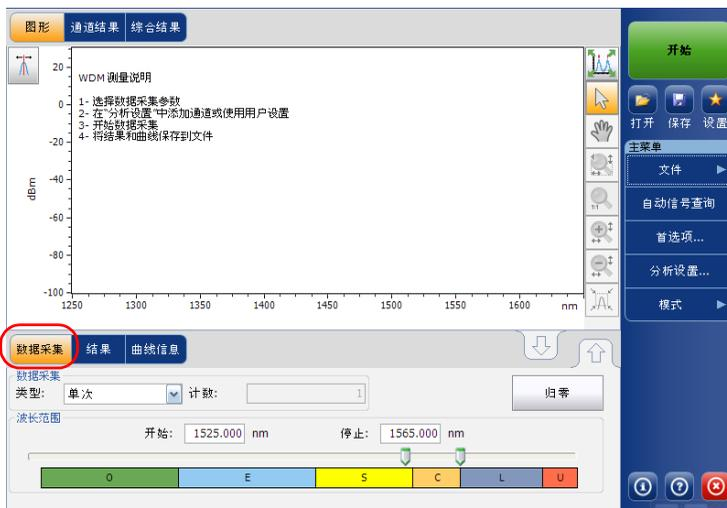 图形 通道结果 综合结果
20
0
-20
-40
-60
-80
-100
dBm
WDM 测量说明
1- 选择数据采集参数
2- 在"分析设置"中添加通道或使用用户设置
3- 开始数据采集
4- 将结果和曲线保存到文件
1250 1300 1350 1400 1450 1500 1550 1600 nm
1:1
开始
打开 保存 设置
主菜单
文件
自动信号查询
首选项...
分析设置...
模式
数据采集 结果 曲线信息
数据采集
类型: 单次 计数: 1 归零
波长范围
开始: 1525.000 nm 停止: 1565.000 nm
O E S C L U